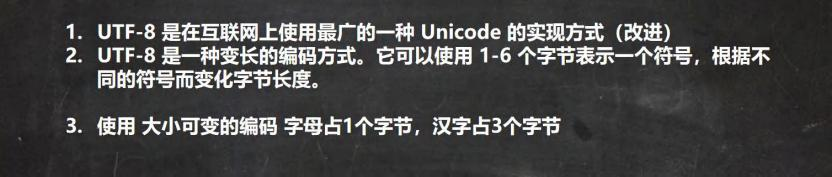 1. UTF-8 是在互联网上使用最广的一种 Unicode 的实现方式（改进）
2. UTF-8 是一种变长的编码方式。它可以使用 1-6 个字节表示一个符号，根据不
同的符号而变化字节长度。
3. 使用 大小可变的编码 字母占1个字节，汉字占3个字节